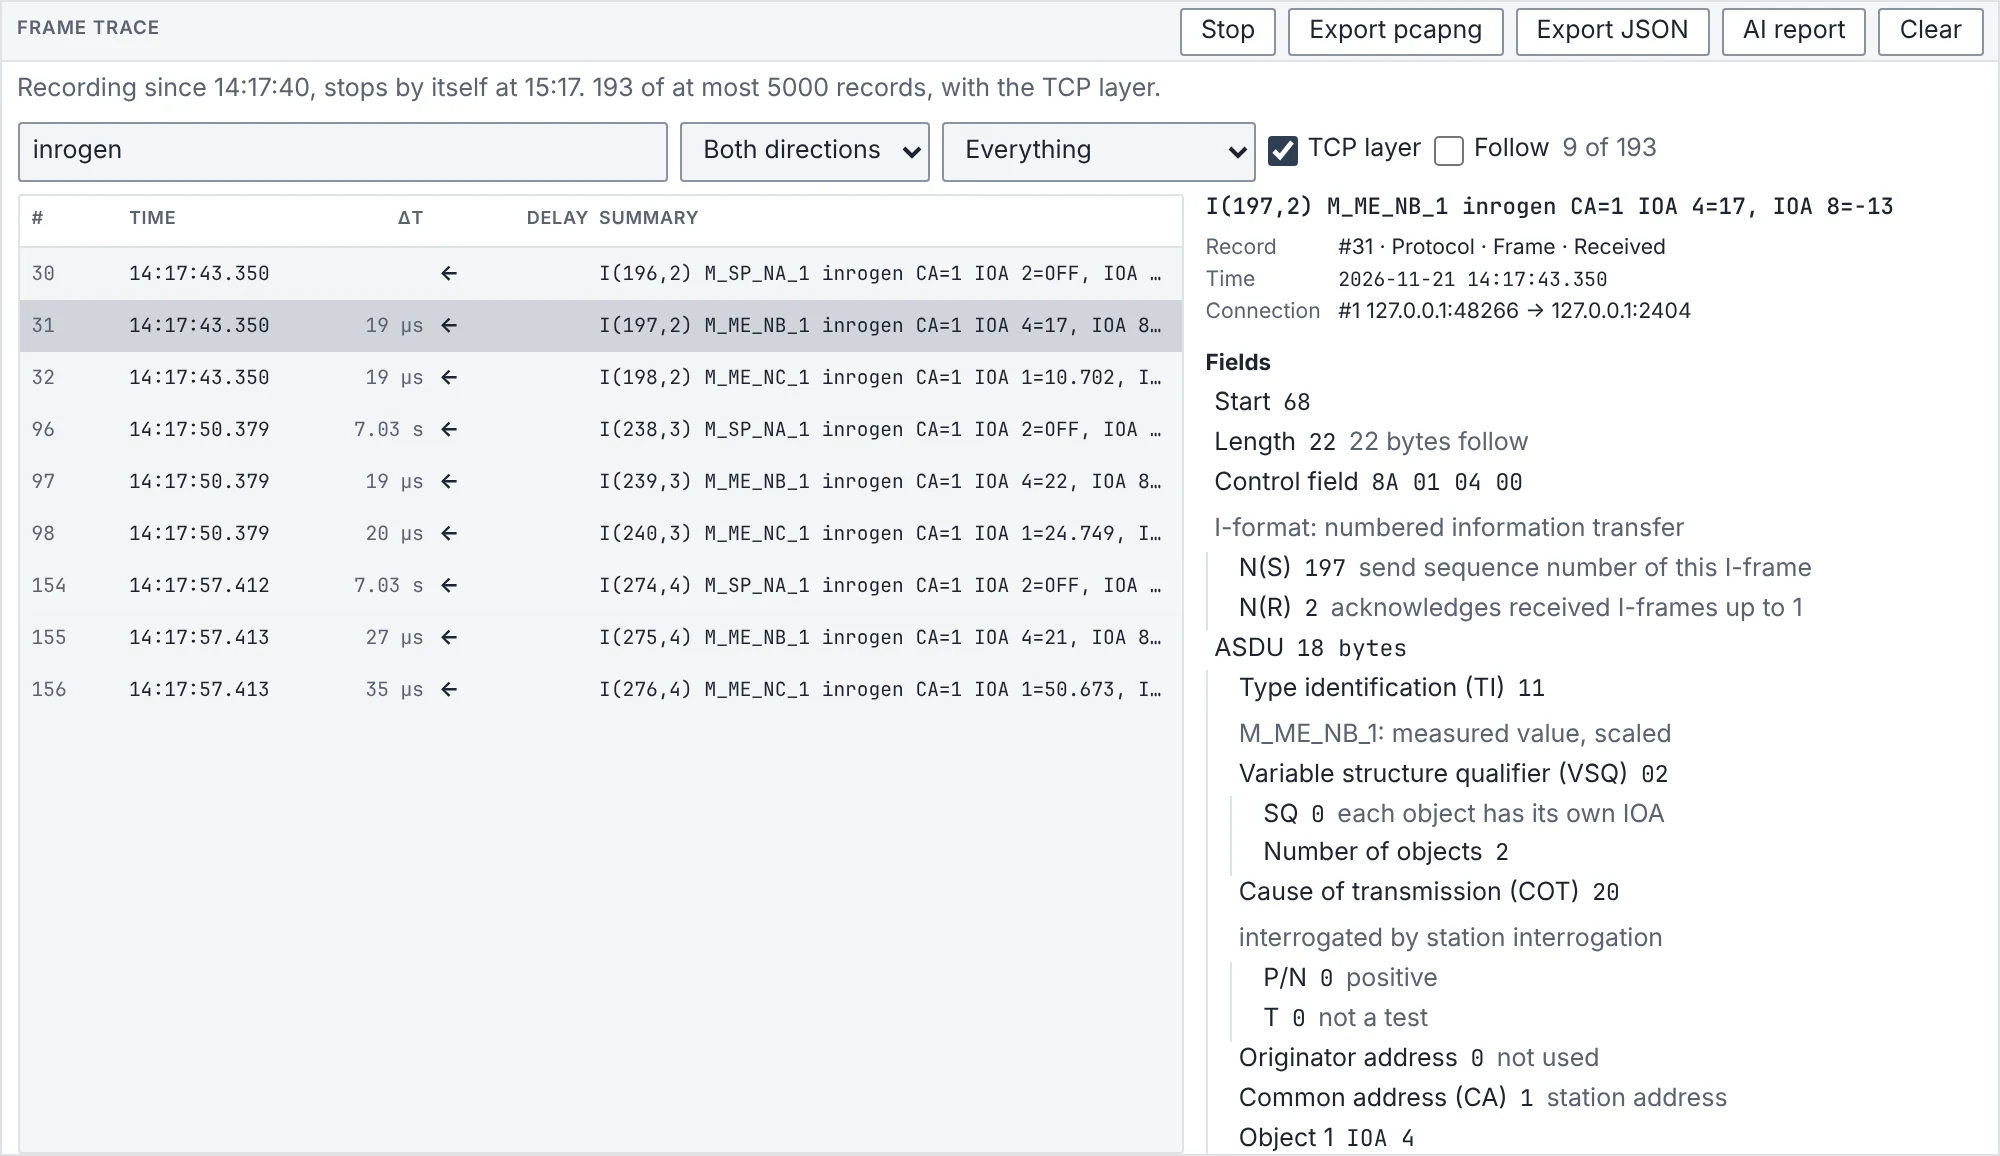 FRAME TRACE
Stop Export pcapng Export JSON AI report Clear
Recording since 14:17:40, stops by itself at 15:17. 193 of at most 5000 records, with the TCP layer.
inrogen Both directions Everything TCP layer Follow 9 of 193
# TIME ΔT DELAY SUMMARY
30 14:17:43.350 ← I(196,2) M_SP_NA_1 inrogen CA=1 IOA 2=OFF, IOA …
31 14:17:43.350 19 µs ← I(197,2) M_ME_NB_1 inrogen CA=1 IOA 4=17, IOA 8…
32 14:17:43.350 19 µs ← I(198,2) M_ME_NC_1 inrogen CA=1 IOA 1=10.702, I…
96 14:17:50.379 7.03 s ← I(238,3) M_SP_NA_1 inrogen CA=1 IOA 2=OFF, IOA …
97 14:17:50.379 19 µs ← I(239,3) M_ME_NB_1 inrogen CA=1 IOA 4=22, IOA 8…
98 14:17:50.379 20 µs ← I(240,3) M_ME_NC_1 inrogen CA=1 IOA 1=24.749, I…
154 14:17:57.412 7.03 s ← I(274,4) M_SP_NA_1 inrogen CA=1 IOA 2=OFF, IOA …
155 14:17:57.413 27 µs ← I(275,4) M_ME_NB_1 inrogen CA=1 IOA 4=21, IOA 8…
156 14:17:57.413 35 µs ← I(276,4) M_ME_NC_1 inrogen CA=1 IOA 1=50.673, I…
I(197,2) M_ME_NB_1 inrogen CA=1 IOA 4=17, IOA 8=-13
Record #31 · Protocol · Frame · Received
Time 2026-11-21 14:17:43.350
Connection #1 127.0.0.1:48266 → 127.0.0.1:2404
Fields
Start 68
Length 22 22 bytes follow
Control field 8A 01 04 00
I-format: numbered information transfer
N(S) 197 send sequence number of this I-frame
N(R) 2 acknowledges received I-frames up to 1
ASDU 18 bytes
Type identification (TI) 11
M_ME_NB_1: measured value, scaled
Variable structure qualifier (VSQ) 02
SQ 0 each object has its own IOA
Number of objects 2
Cause of transmission (COT) 20
interrogated by station interrogation
P/N 0 positive
T 0 not a test
Originator address 0 not used
Common address (CA) 1 station address
Object 1 IOA 4